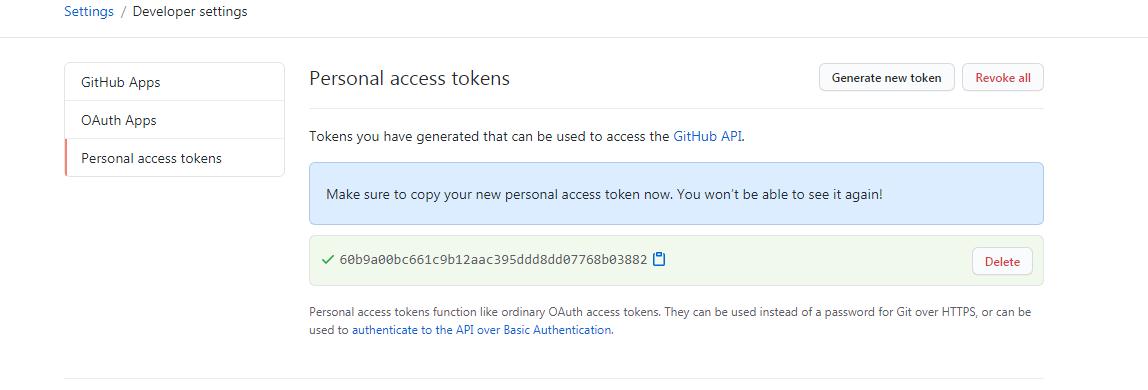 Settings / Developer settings
GitHub Apps
OAuth Apps
Personal access tokens
Personal access tokens
Generate new token
Revoke all
Tokens you have generated that can be used to access the GitHub API.
Make sure to copy your new personal access token now. You won't be able to see it again!
60b9a00bc661c9b12aac395ddd8dd07768b03882
Delete
Personal access tokens function like ordinary OAuth access tokens. They can be used instead of a password for Git over HTTPS, or can be
used to authenticate to the API over Basic Authentication.